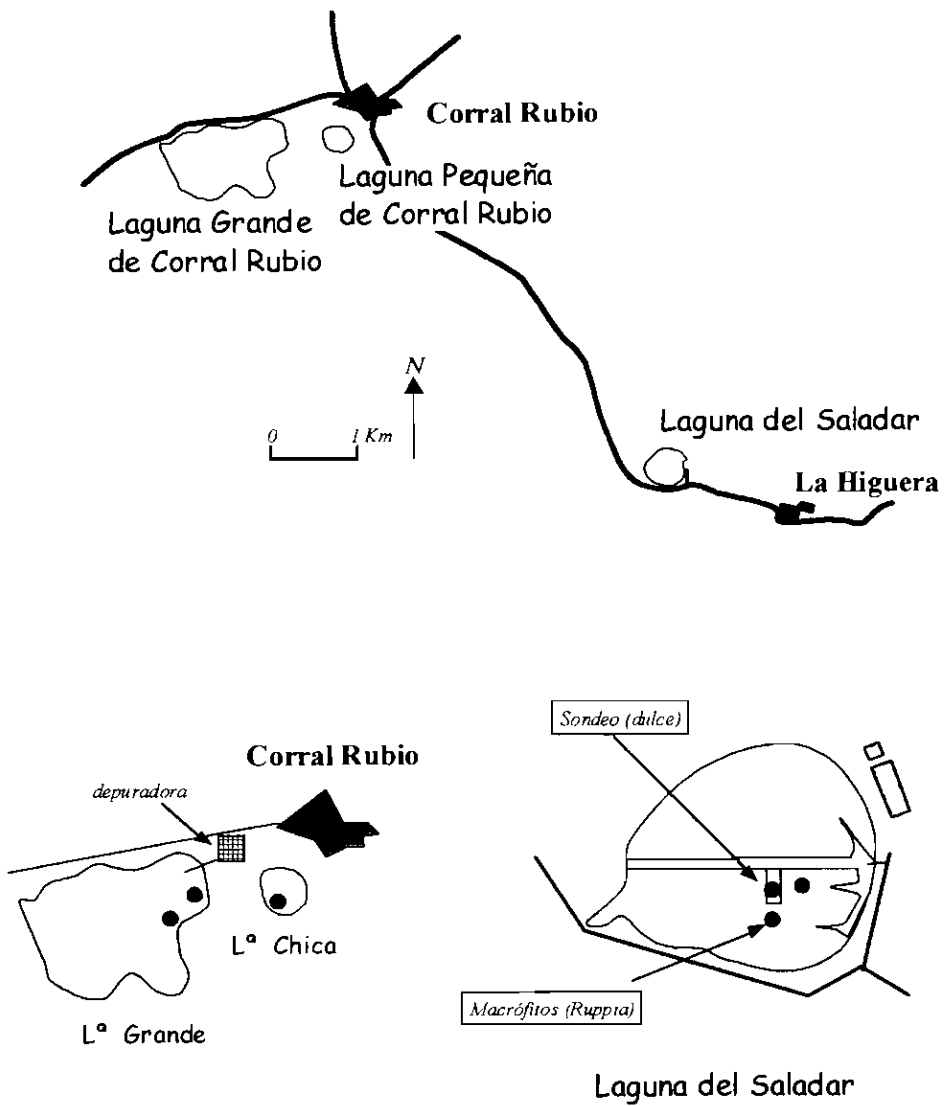 Corral Rubio
Laguna Pequeña
de Corral Rubio
Laguna Grande
de Corral Rubio
N
0 1 Km
Laguna del Saladar
La Higuera
Sondeo (dulce)
Corral Rubio
depuradora
Lª Chica
Lª Grande
Macrófitos (Ruppia)
Laguna del Saladar